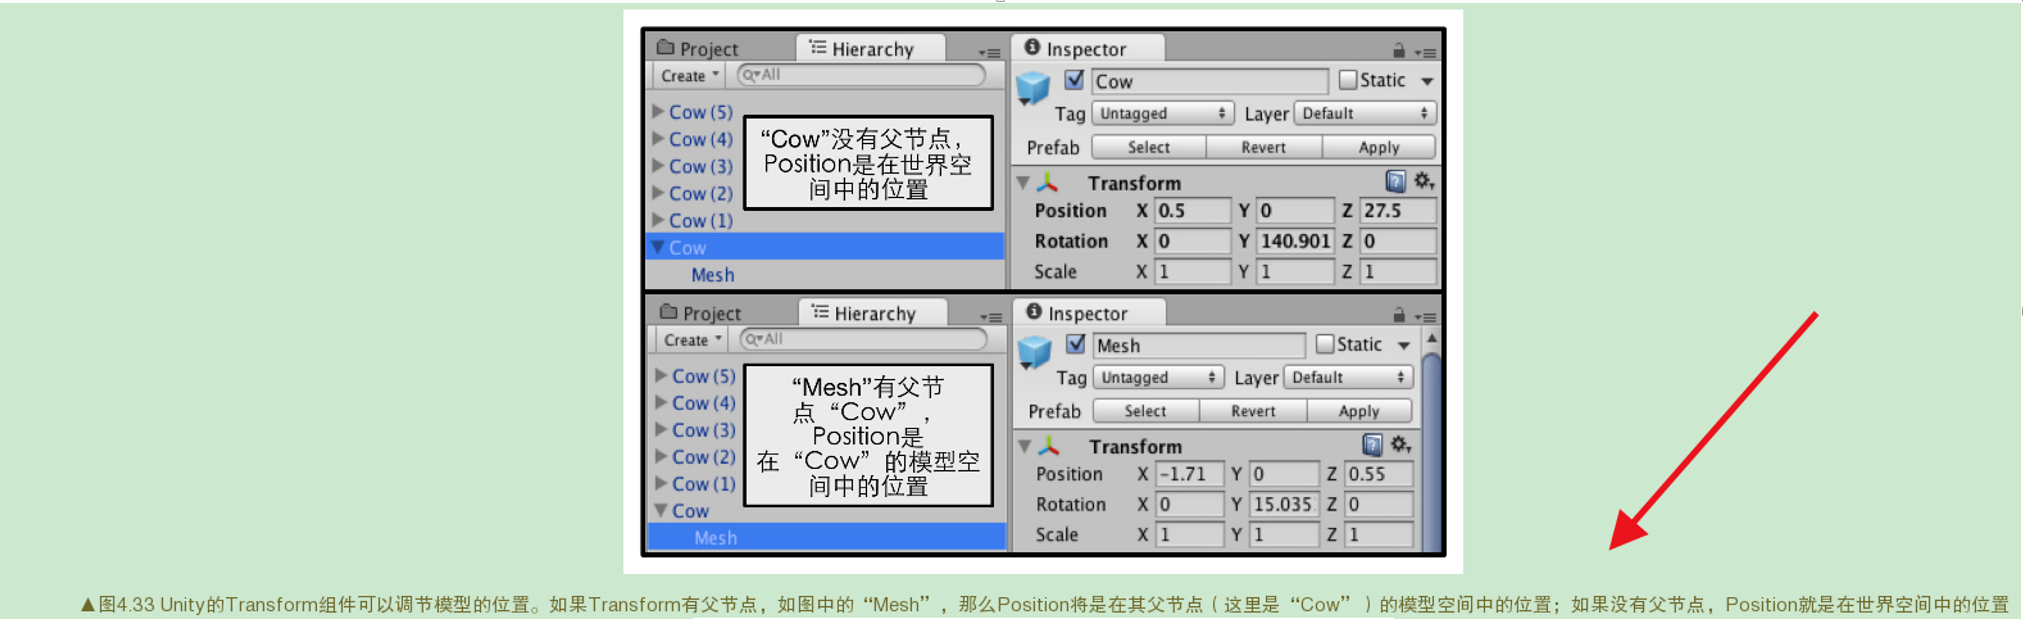 Project
Hierarchy
Create
All
Cow (5)
Cow (4)
Cow (3)
Cow (2)
Cow (1)
Cow
Mesh
“Cow”没有父节点，
Position是在世界空
间中的位置
Inspector
Cow
Static
Tag Untagged Layer Default
Prefab Select Revert Apply
Transform
Position X 0.5 Y 0 Z 27.5
Rotation X 0 Y 140.901 Z 0
Scale X 1 Y 1 Z 1
Project
Hierarchy
Create
All
Cow (5)
Cow (4)
Cow (3)
Cow (2)
Cow (1)
Cow
Mesh
“Mesh”有父节
点“Cow”，
Position是
在“Cow”的模型空
间中的位置
Inspector
Mesh
Static
Tag Untagged Layer Default
Prefab Select Revert Apply
Transform
Position X -1.71 Y 0 Z 0.55
Rotation X 0 Y 15.035 Z 0
Scale X 1 Y 1 Z 1
▲图4.33 Unity的Transform组件可以调节模型的位置。如果Transform有父节点，如图中的“Mesh”，那么Position将是在其父节点（这里是“Cow”）的模型空间中的位置；如果没有父节点，Position就是在世界空间中的位置